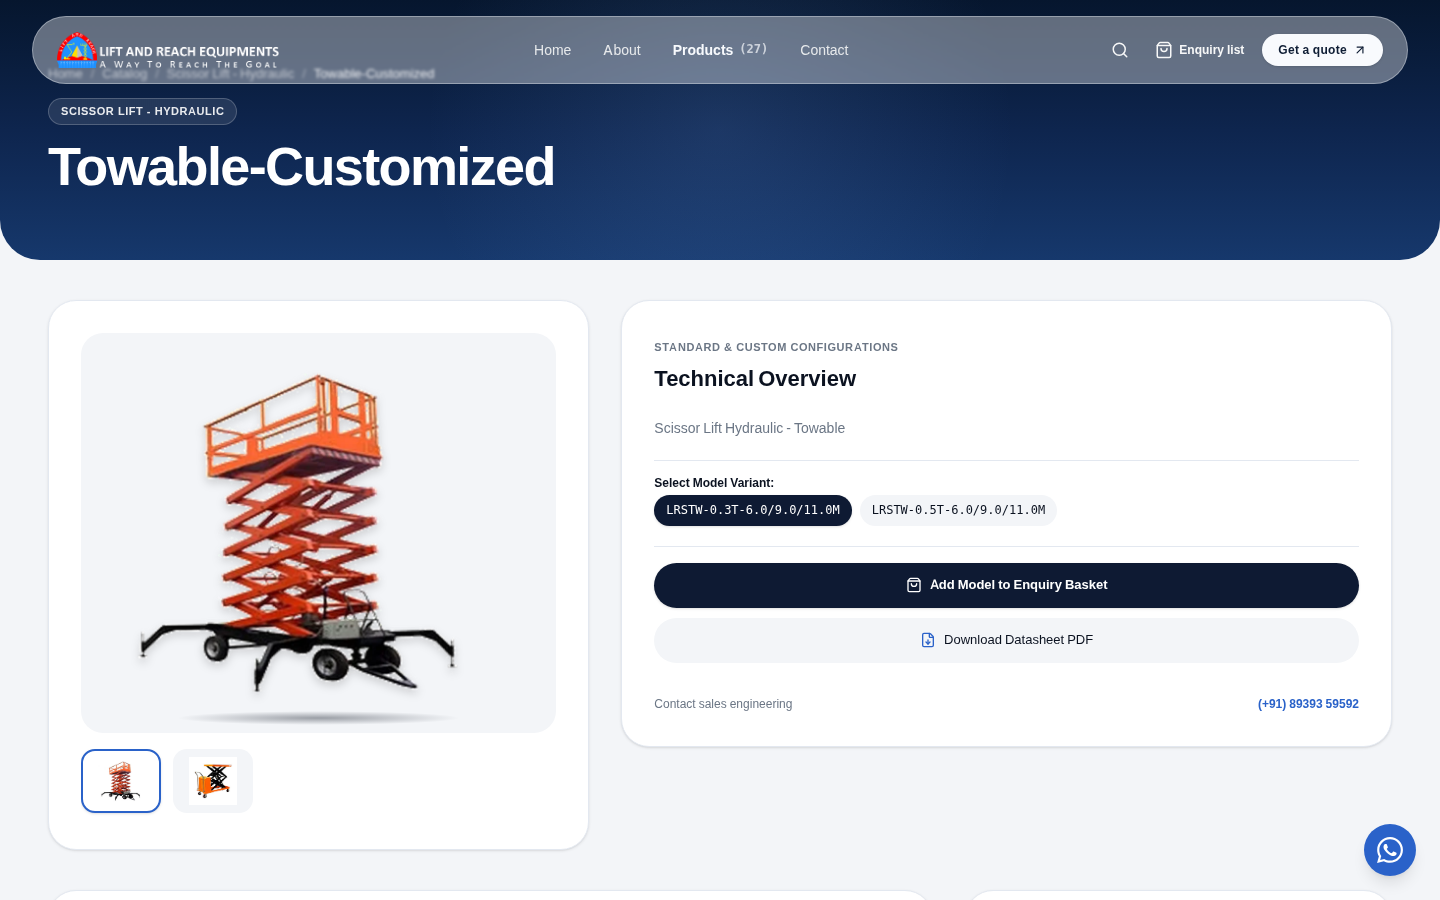 LIFT AND REACH EQUIPMENTS
A Way To Reach The Goal
Home
About
Products (27)
Contact
Enquiry list
Get a quote
Home / Catalog / Scissor Lift - Hydraulic / Towable-Customized
SCISSOR LIFT - HYDRAULIC
Towable-Customized
STANDARD & CUSTOM CONFIGURATIONS
Technical Overview
Scissor Lift Hydraulic - Towable
Select Model Variant:
LRSTW-0.3T-6.0/9.0/11.0M
LRSTW-0.5T-6.0/9.0/11.0M
Add Model to Enquiry Basket
Download Datasheet PDF
Contact sales engineering
(+91) 89393 59592